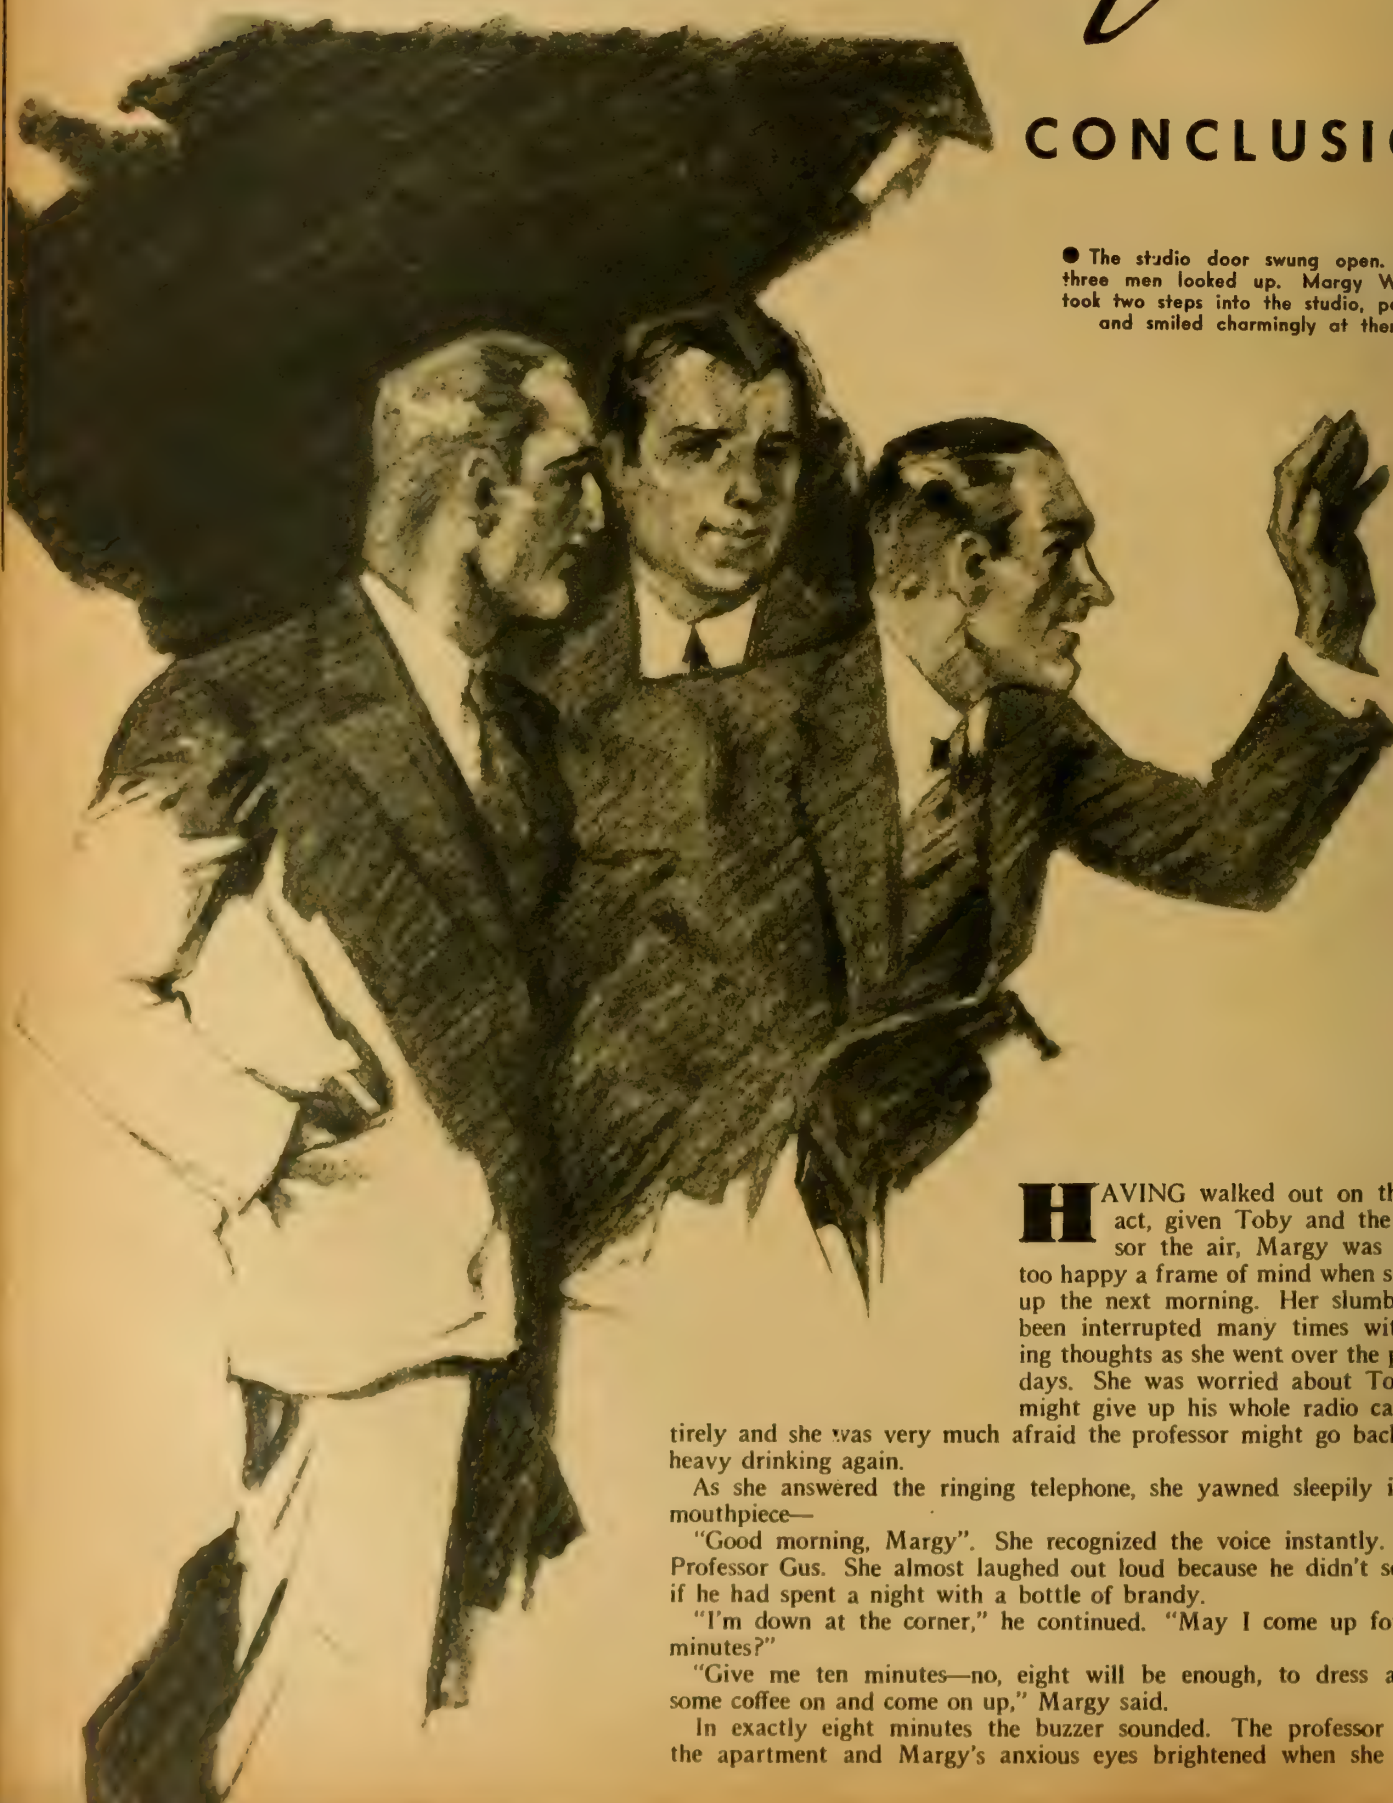 CONCLUSI
● The studio door swung open.
three men looked up. Margy W
took two steps into the studio, p
and smiled charmingly at the
HAVING walked out on th
act, given Toby and the
sor the air, Margy was
too happy a frame of mind when s
up the next morning. Her slumb
been interrupted many times wit
ing thoughts as she went over the p
days. She was worried about To
might give up his whole radio ca
tirely and she was very much afraid the professor might go bac
heavy drinking again.
As she answered the ringing telephone, she yawned sleepily i
mouthpiece—
"Good morning, Margy". She recognized the voice instantly.
Professor Gus. She almost laughed out loud because he didn't s
if he had spent a night with a bottle of brandy.
"I'm down at the corner," he continued. "May I come up fo
minutes?"
"Give me ten minutes—no, eight will be enough, to dress a
some coffee on and come on up," Margy said.
In exactly eight minutes the buzzer sounded. The professor
the apartment and Margy's anxious eyes brightened when she